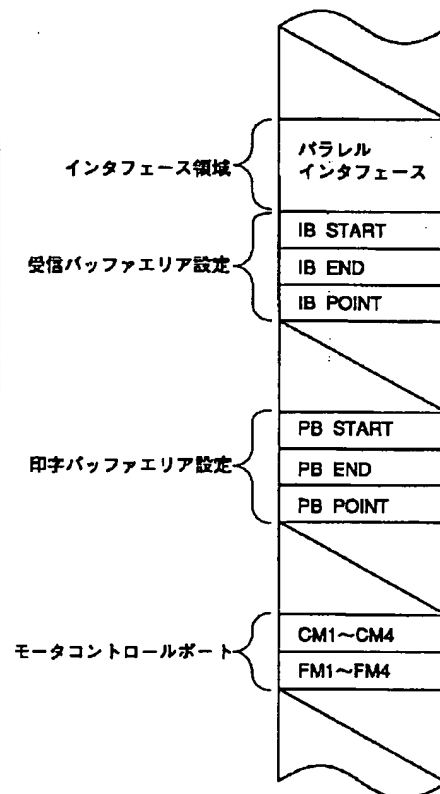 インタフェース領域
パラレル
インタフェース
受信バッファエリア設定
IB START
IB END
IB POINT
印字バッファエリア設定
PB START
PB END
PB POINT
モータコントロールポート
CM1～CM4
FM1～FM4